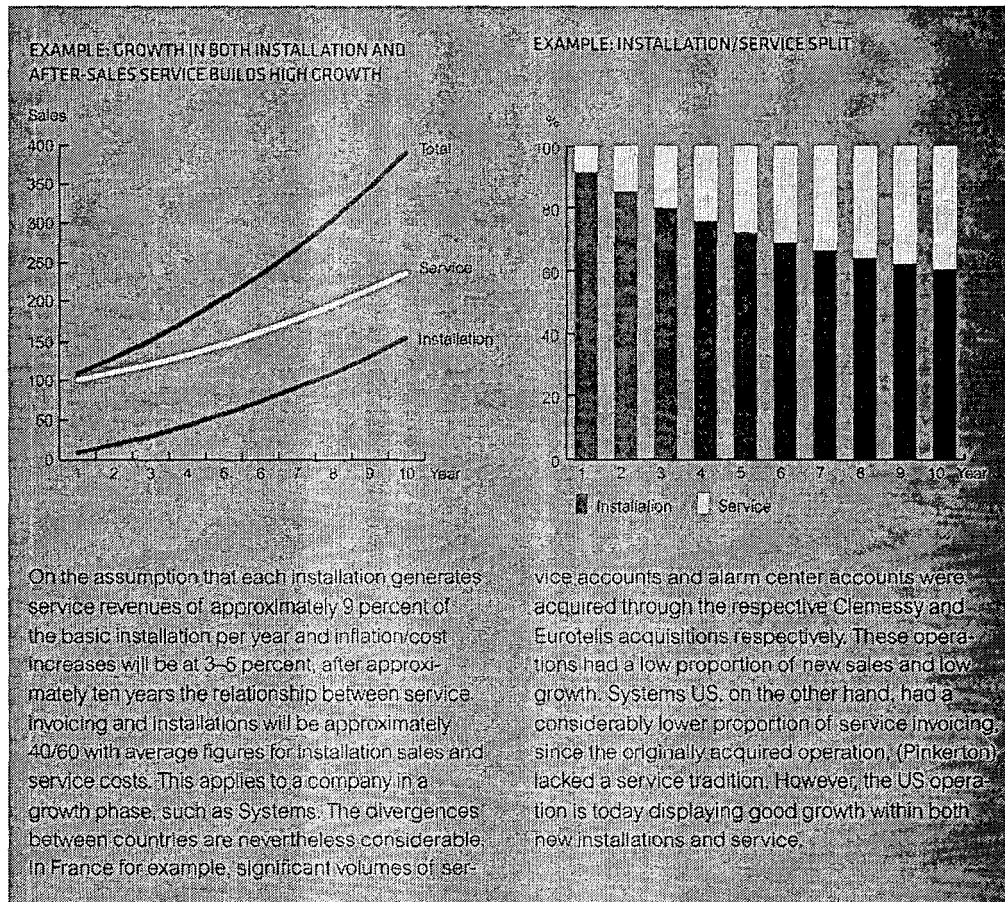 EXAMPLE: GROWTH IN BOTH INSTALLATION AND
AFTER-SALES SERVICE BUILDS HIGH GROWTH
Sales
400
350
300
250
200
150
100
50
0
Total
Service
Installation
1 2 3 4 5 6 7 8 9 10 Year
EXAMPLE: INSTALLATION/SERVICE SPLIT
%
100
80
60
40
20
0
1 2 3 4 5 6 7 8 9 10 Year
Installation Service
On the assumption that each installation generates
service revenues of approximately 9 percent of
the basic installation per year and inflation/cost
increases will be at 3–5 percent, after approxi-
mately ten years the relationship between service
invoicing and installations will be approximately
40/60 with average figures for installation sales and
service costs. This applies to a company in a
growth phase, such as Systems. The divergences
between countries are nevertheless considerable.
In France for example, significant volumes of ser-
vice accounts and alarm center accounts were
acquired through the respective Clemessy and
Eurotelis acquisitions respectively. These opera-
tions had a low proportion of new sales and low
growth. Systems US, on the other hand, had a
considerably lower proportion of service invoicing,
since the originally acquired operation, (Pinkerton)
lacked a service tradition. However, the US opera-
tion is today displaying good growth within both
new installations and service.